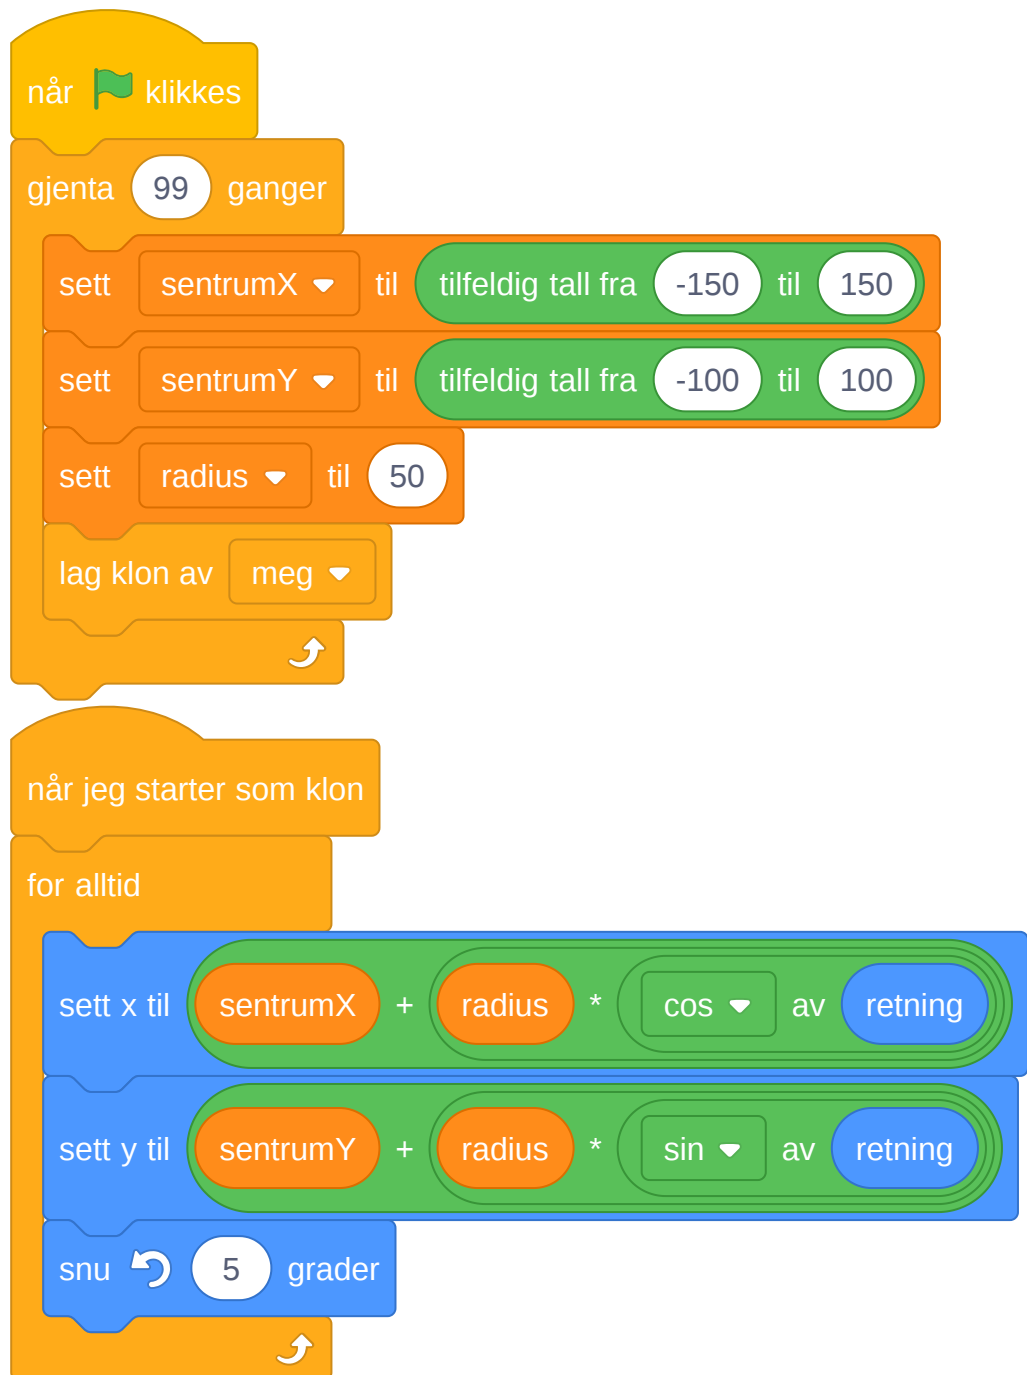 når klikkes
gjenta 99 ganger
sett sentrumX til tilfeldig tall fra -150 til 150
sett sentrumY til tilfeldig tall fra -100 til 100
sett radius til 50
lag klon av meg
når jeg starter som klon
for alltid
sett x til sentrumX + radius * cos av retning
sett y til sentrumY + radius * sin av retning
snu 5 grader